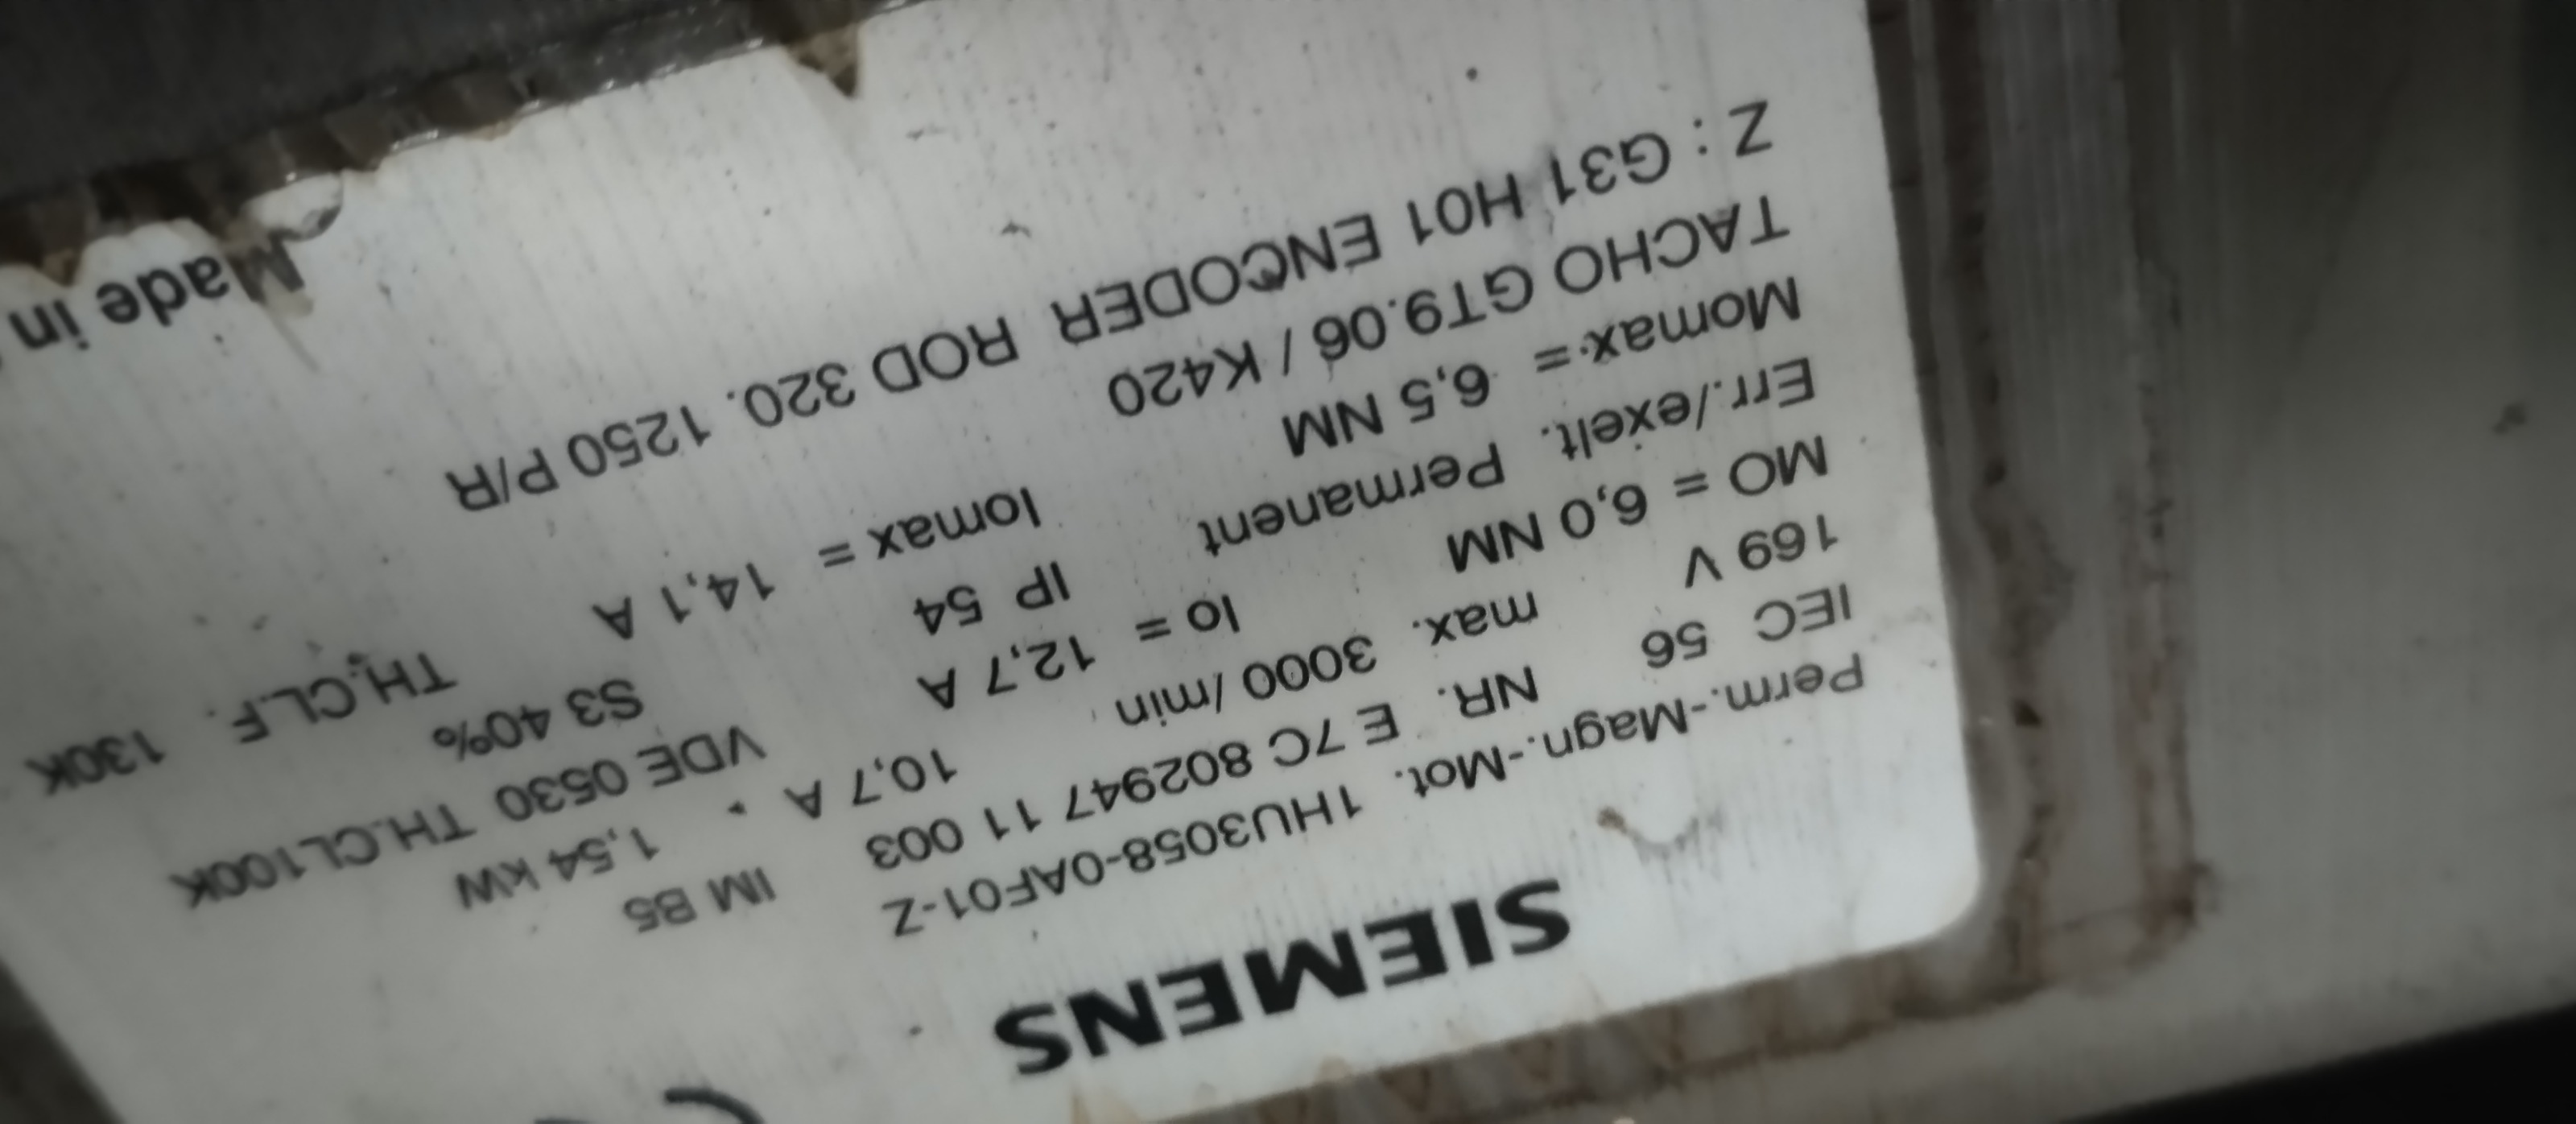 SIEMENS
Perm.-Magn.-Mot. 1HU3058-0AF01-Z
IEC 56 NR. E 7C 802947 11 003 IM B5
169 V max. 3000 /min 10,7 A 1,54 kW
MO = 6,0 NM Io = 12,7 A VDE 0530 TH.CL100K
Err./exelt. Permanent IP 54 S3 40%
Momax.= 6,5 NM Iomax = 14,1 A TH.CL.F. 130K
TACHO GT9.06 / K420
Z : G31 H01 ENCODER ROD 320. 1250 P/R
Made in